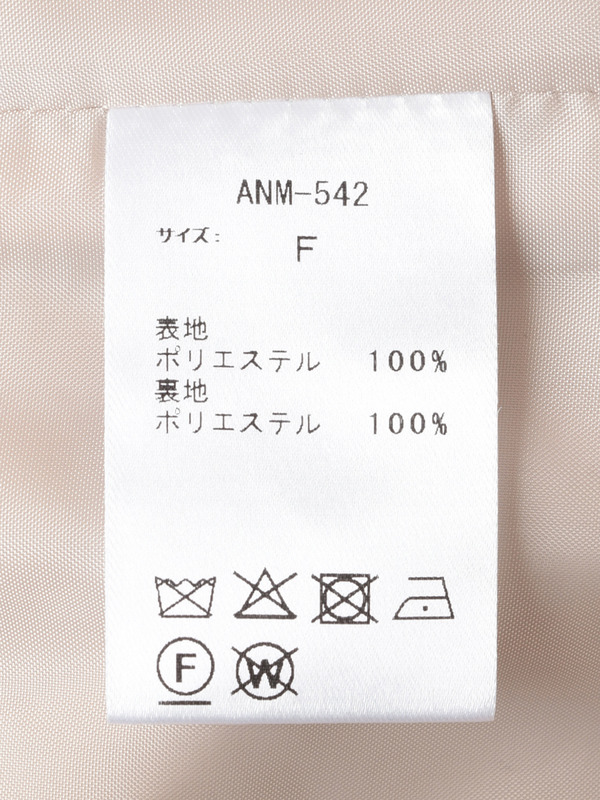 ANM-542
サイズ: F
表地
ポリエステル 100%
裏地
ポリエステル 100%
F W